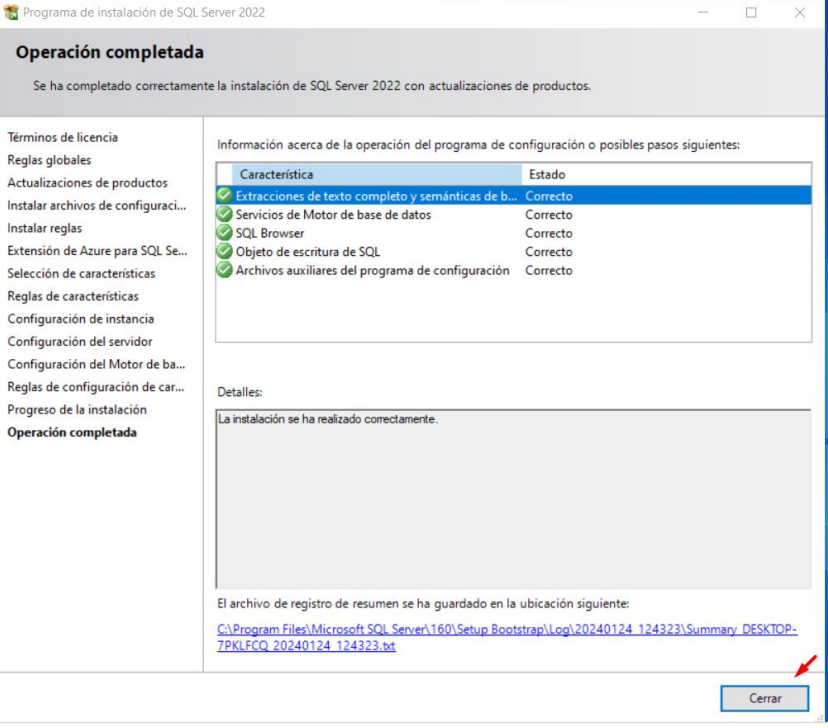 Programa de instalación de SQL Server 2022
Operación completada
Se ha completado correctamente la instalación de SQL Server 2022 con actualizaciones de productos.
Términos de licencia
Reglas globales
Actualizaciones de productos
Instalar archivos de configuraci...
Instalar reglas
Extensión de Azure para SQL Se...
Selección de características
Reglas de características
Configuración de instancia
Configuración del servidor
Configuración del Motor de ba...
Reglas de configuración de car...
Progreso de la instalación
Operación completada
Información acerca de la operación del programa de configuración o posibles pasos siguientes:
Característica Estado
Extracciones de texto completo y semánticas de b... Correcto
Servicios de Motor de base de datos Correcto
SQL Browser Correcto
Objeto de escritura de SQL Correcto
Archivos auxiliares del programa de configuración Correcto
Detalles:
La instalación se ha realizado correctamente.
El archivo de registro de resumen se ha guardado en la ubicación siguiente:
C:\Program Files\Microsoft SQL Server\160\Setup Bootstrap\Log\20240124_124323\Summary_DESKTOP-
7PKLFCQ_20240124_124323.txt
Cerrar